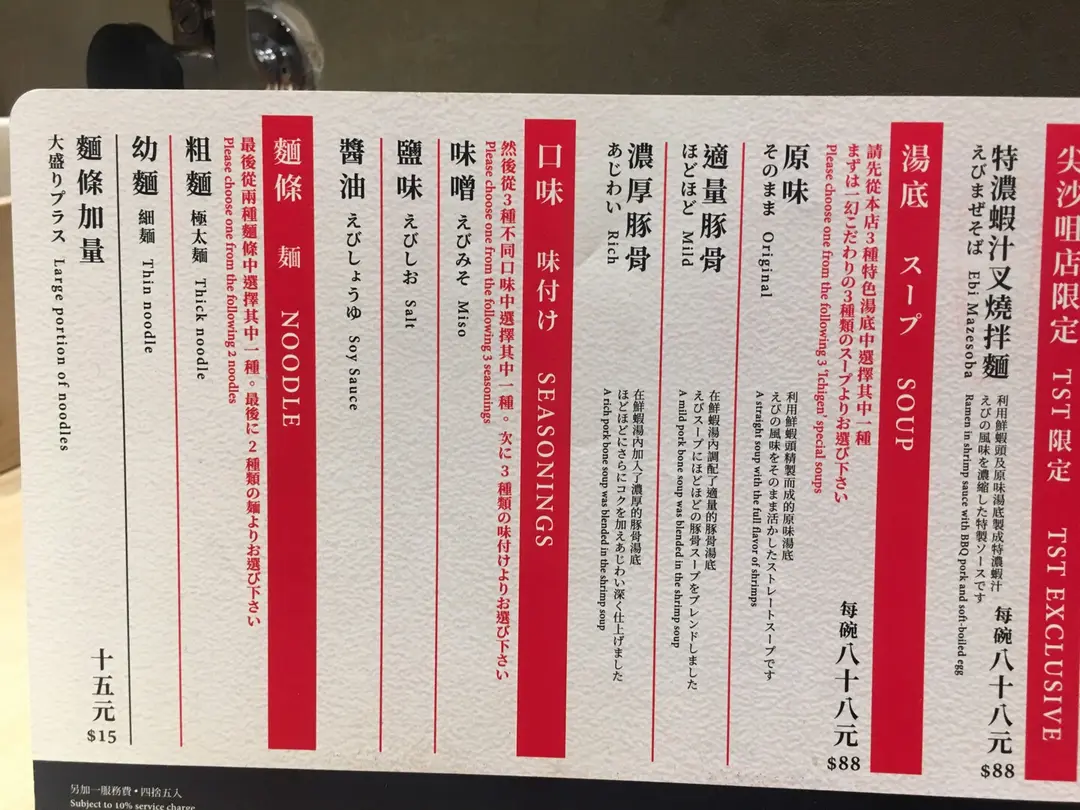 尖沙咀店限定 TST 限定 TST EXCLUSIVE
特濃蝦汁叉燒拌麵
えびまぜそば Ebi Mazesoba
利用鮮蝦頭及原味湯底製成特濃蝦汁
えびの風味を濃縮した特製ソースです
Ramen in shrimp sauce with BBQ pork and soft-boiled egg
每碗八十八元
$88
湯底 スープ SOUP
請先從本店3種特色湯底中選擇其中一種
まずは一幻こだわりの3種類のスープよりお選び下さい
Please choose one from the following 3 'Ichigen' special soups
每碗八十八元
$88
原味
そのまま Original
利用鮮蝦頭精製而成的原味湯底
えびの風味をそのまま活かしたストレートスープです
A straight soup with the full flavor of shrimps
適量豚骨
ほどほど Mild
在鮮蝦湯內調配了適量的豚骨湯底
えびスープにほどほどの豚骨スープをブレンドしました
A mild pork bone soup was blended in the shrimp soup
濃厚豚骨
あじわい Rich
在鮮蝦湯內加入了濃厚的豚骨湯底
ほどほどにさらにコクを加えあじわい深く仕上げました
A rich pork bone soup was blended in the shrimp soup
口味 味付け SEASONINGS
然後從3種不同口味中選擇其中一種。次に 3 種類の味付けよりお選び下さい
Please choose one from the following 3 seasonings
味噌 えびみそ Miso
鹽味 えびしお Salt
醬油 えびしょうゆ Soy Sauce
麵條 麺 NOODLE
最後從兩種麵條中選擇其中一種。最後に 2 種類の麺よりお選び下さい
Please choose one from the following 2 noodles
粗麵 極太麺 Thick noodle
幼麵 細麺 Thin noodle
麵條加量
大盛りプラス Large portion of noodles
十五元
$15
另加一服務費・四捨五入
Subject to 10% service charge